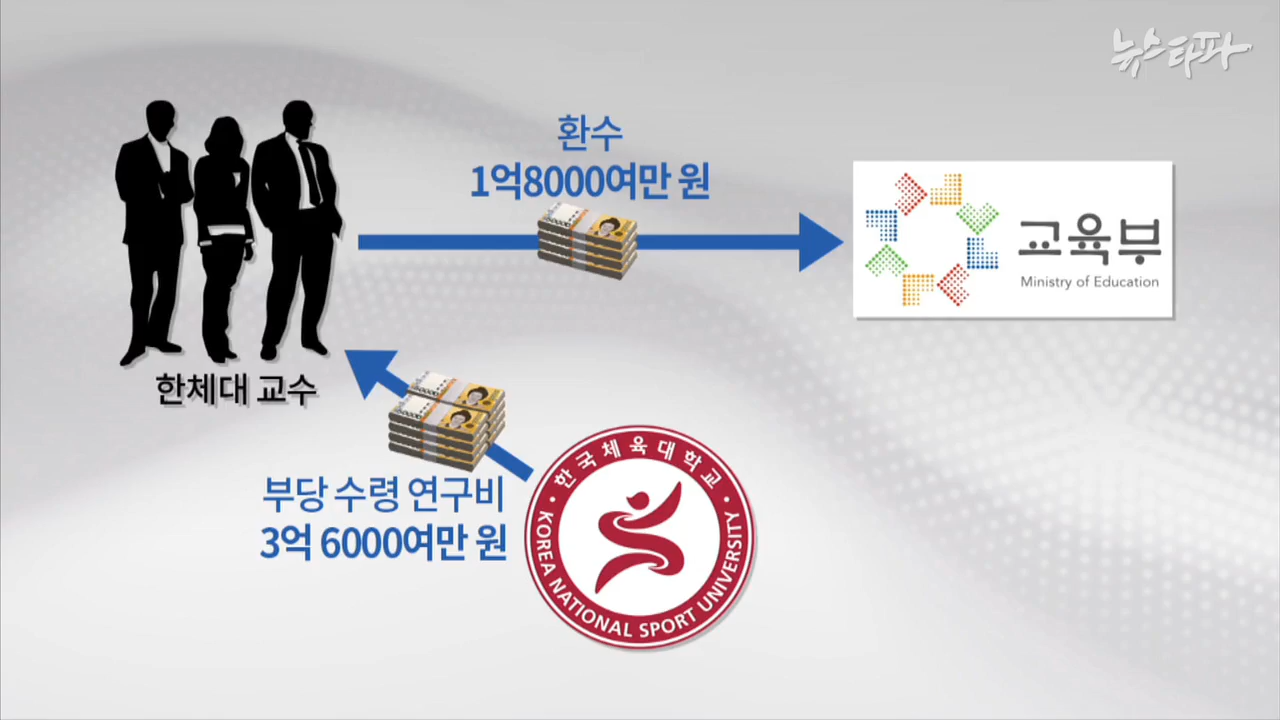 뉴스타파
환수
1억8000여만 원
교육부
Ministry of Education
한체대 교수
부당 수령 연구비
3억 6000여만 원
한국체육대학교
KOREA NATIONAL SPORT UNIVERSITY